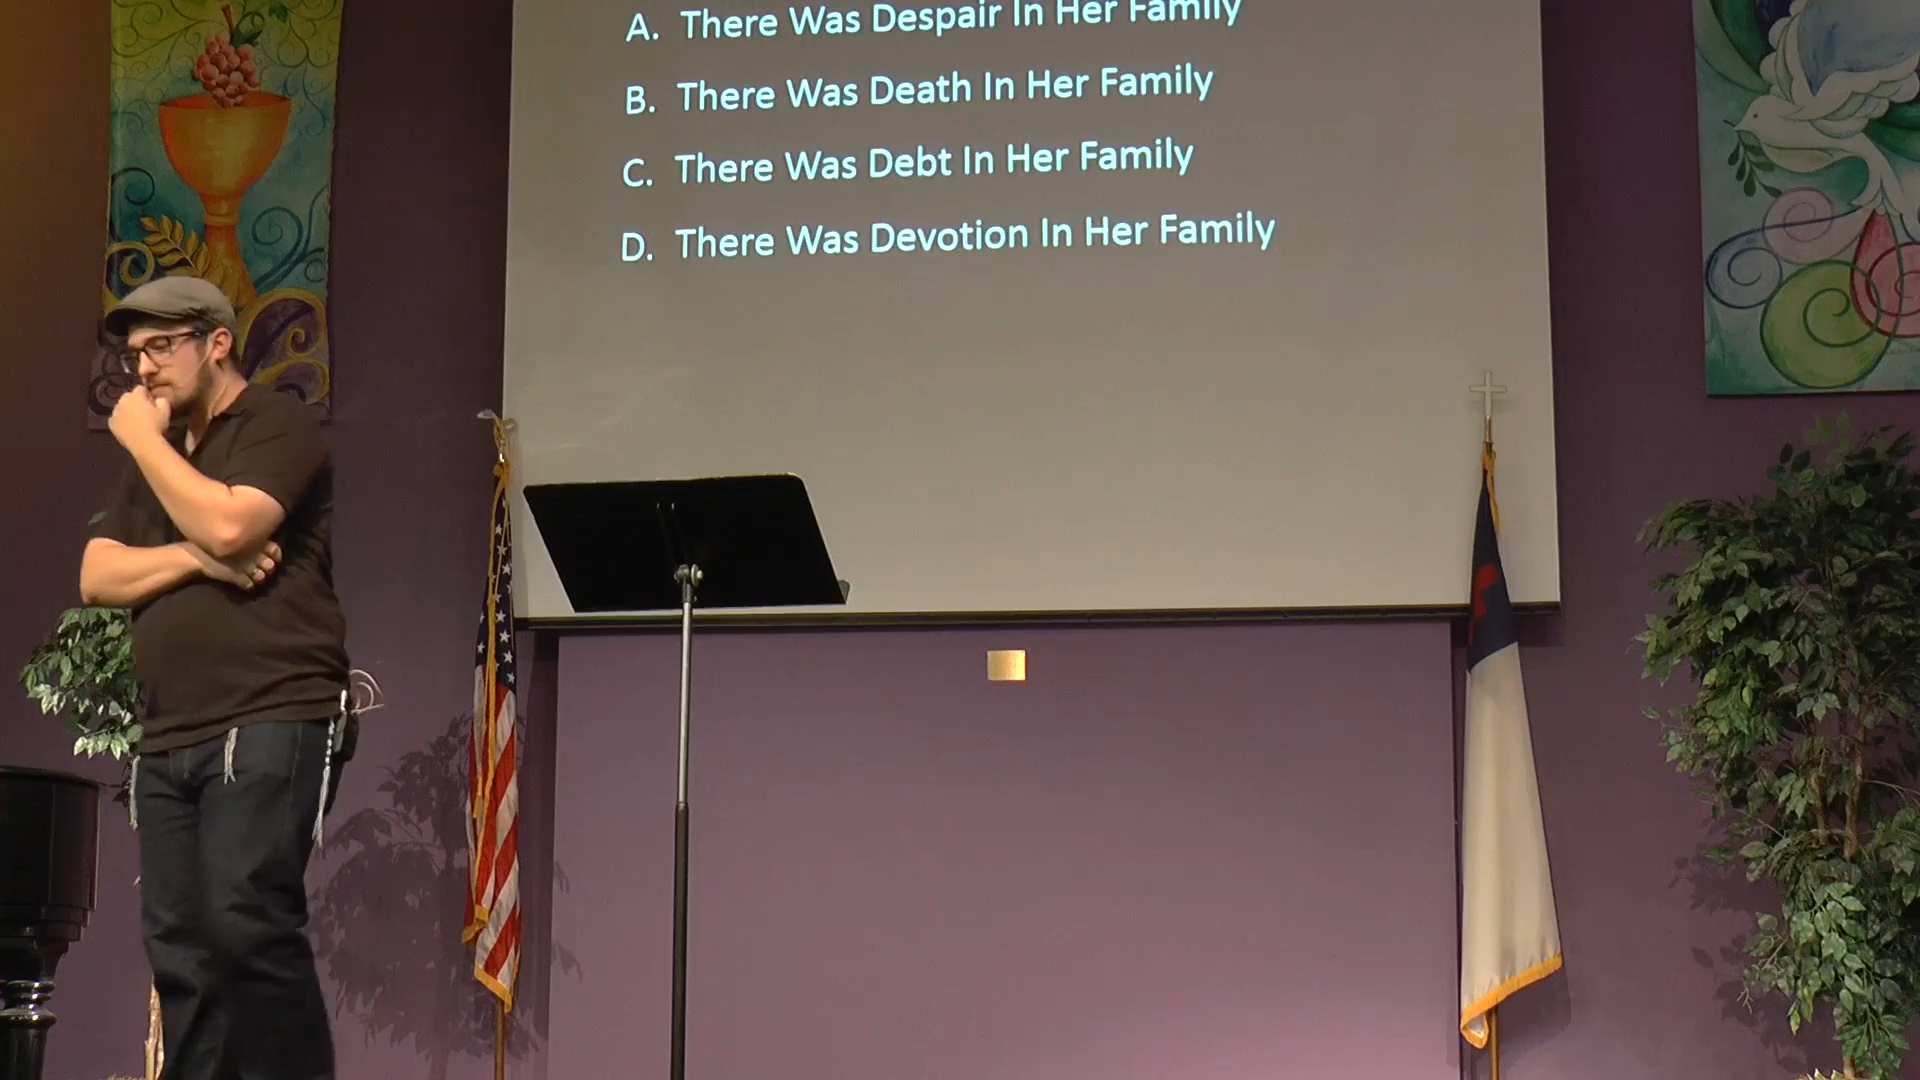 A. There Was Despair In Her Family
B. There Was Death In Her Family
C. There Was Debt In Her Family
D. There Was Devotion In Her Family